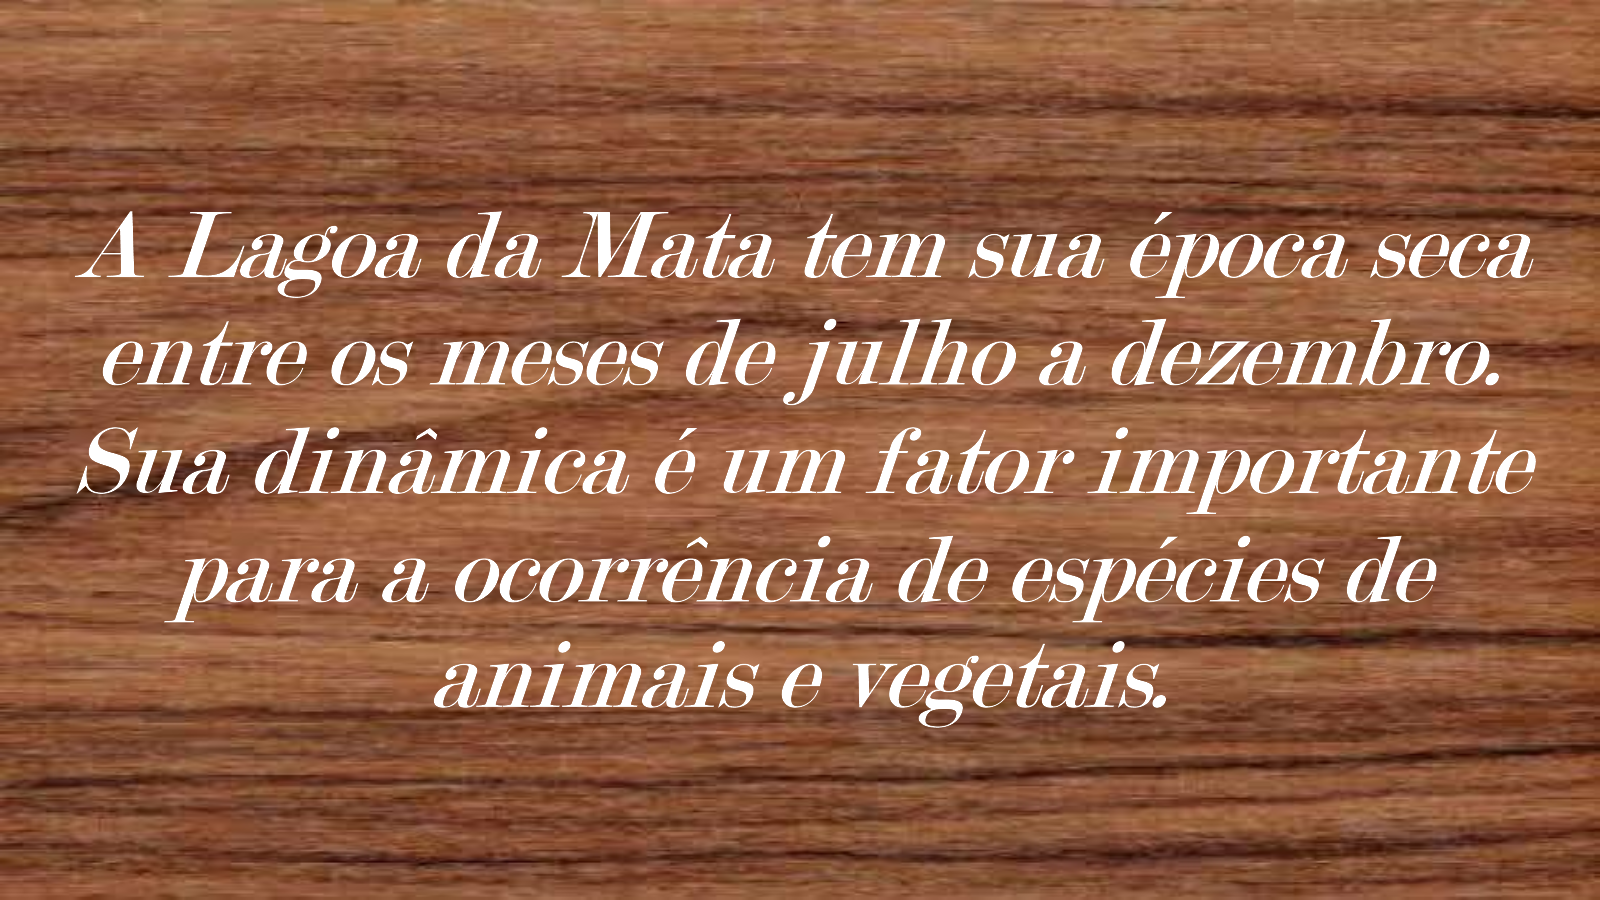 A Lagoa da Mata tem sua época seca
entre os meses de julho a dezembro.
Sua dinâmica é um fator importante
para a ocorrência de espécies de
animais e vegetais.